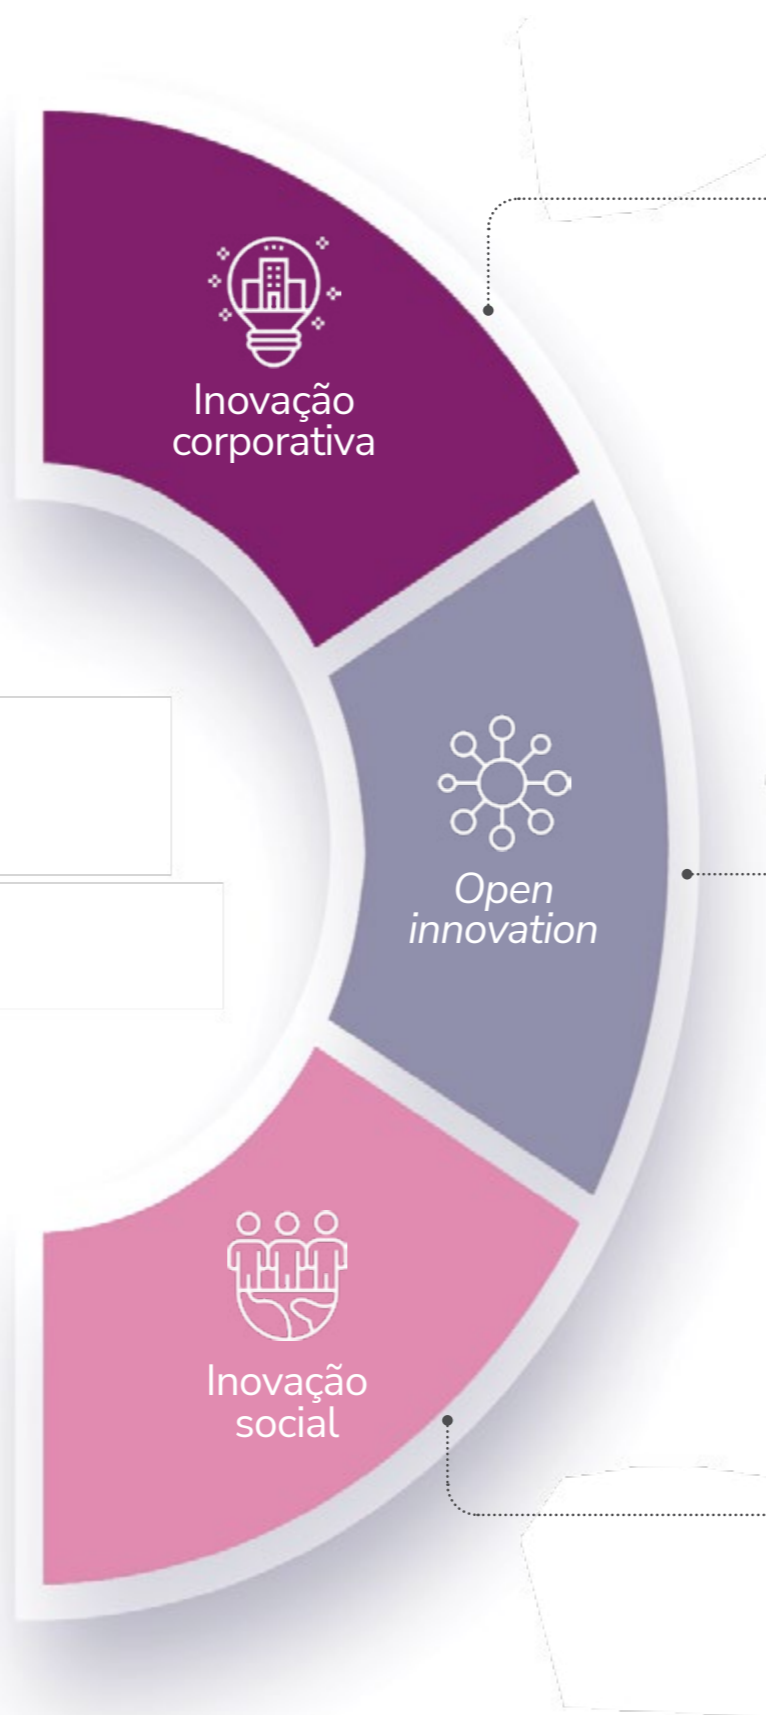 Inovação
corporativa
Open
innovation
Inovação
social